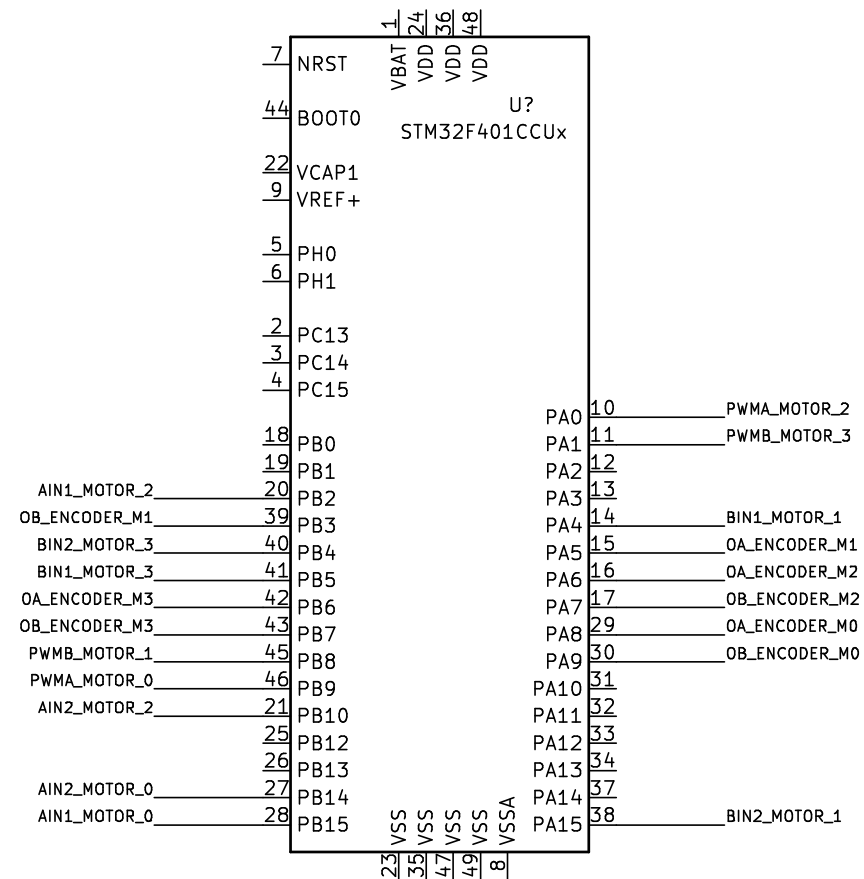 1 24 36 48
VBAT VDD VDD VDD
7 NRST
U?
44 BOOT0
STM32F401CCUx
22 VCAP1
9 VREF+
5 PH0
6 PH1
2 PC13
3 PC14
4 PC15
PA0 10 PWMA_MOTOR_2
18 PB0 PA1 11 PWMB_MOTOR_3
19 PB1 PA2 12
AIN1_MOTOR_2 20 PB2 PA3 13
OB_ENCODER_M1 39 PB3 PA4 14 BIN1_MOTOR_1
BIN2_MOTOR_3 40 PB4 PA5 15 OA_ENCODER_M1
BIN1_MOTOR_3 41 PB5 PA6 16 OA_ENCODER_M2
OA_ENCODER_M3 42 PB6 PA7 17 OB_ENCODER_M2
OB_ENCODER_M3 43 PB7 PA8 29 OA_ENCODER_M0
PWMB_MOTOR_1 45 PB8 PA9 30 OB_ENCODER_M0
PWMA_MOTOR_0 46 PB9 PA10 31
AIN2_MOTOR_2 21 PB10 PA11 32
25 PB12 PA12 33
26 PB13 PA13 34
AIN2_MOTOR_0 27 PB14 PA14 37
AIN1_MOTOR_0 28 PB15 PA15 38 BIN2_MOTOR_1
VSS VSS VSS VSS VSSA
23 35 47 49 8